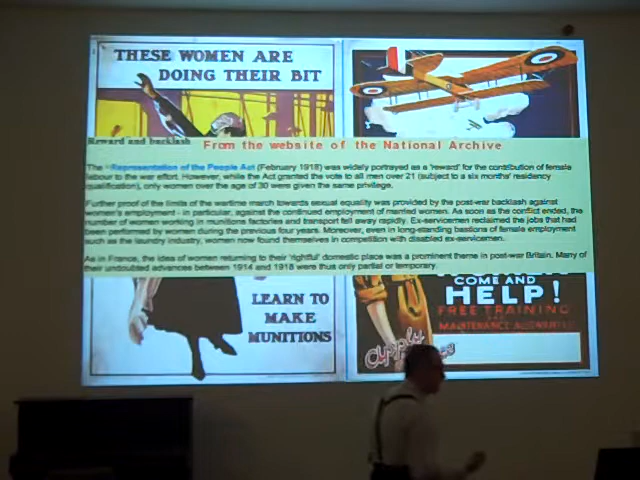 THESE WOMEN ARE
DOING THEIR BIT
Reward and backlash
From the website of the National Archive
The Representation of the People Act (February 1918) was widely portrayed as a 'reward' for the contribution of female
labour to the war effort. However, while the Act granted the vote to all men over 21 (subject to a six months' residency
qualification), only women over the age of 30 were given the same privilege.
Further proof of the limits of the wartime march towards sexual equality was provided by the post-war backlash against
women's employment - in particular, against the continued employment of married women. As soon as the conflict ended, the
number of women working in munitions factories and transport fell away rapidly. Ex-servicemen reclaimed the jobs that had
been performed by women during the previous four years. Moreover, even in long-standing bastions of female employment
such as the laundry industry, women now found themselves in competition with disabled ex-servicemen.
As in France, the idea of women returning to their 'rightful' domestic place was a prominent theme in post-war Britain. Many of
their undoubted advances between 1914 and 1918 were thus only partial or temporary.
LEARN TO
MAKE
MUNITIONS
COME AND
HELP!
FREE TRAINING
MAINTENANCE ALLOWANCES
Apply